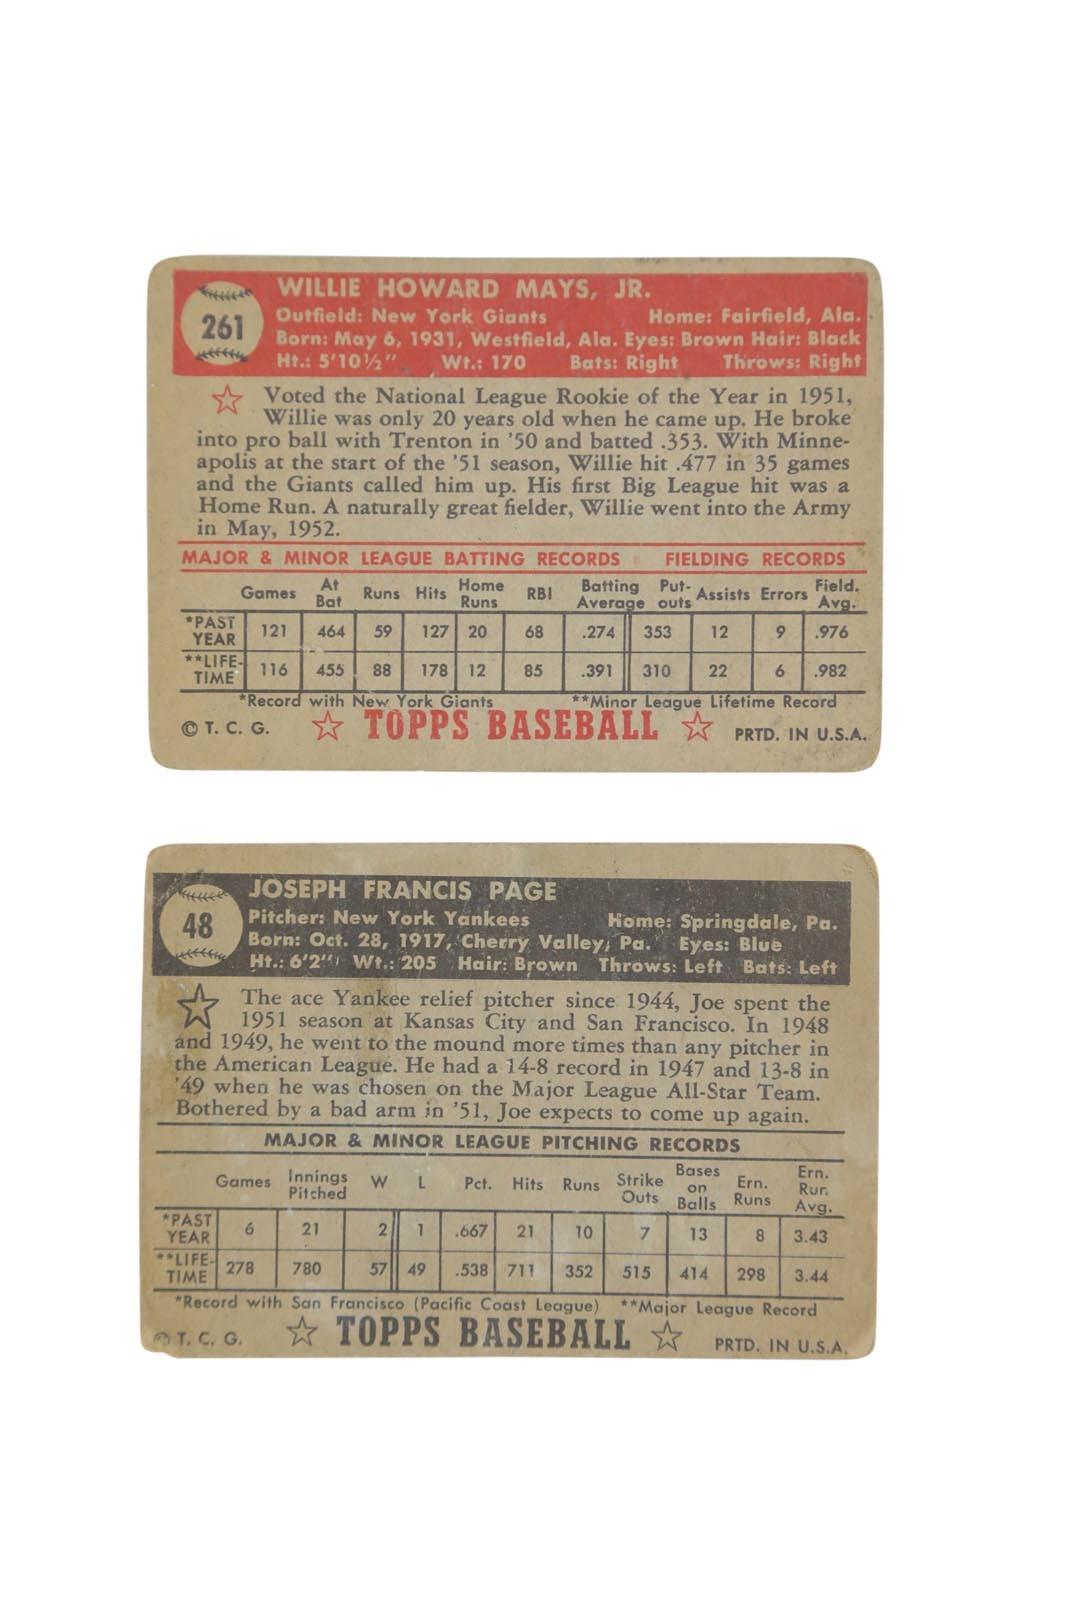 261
WILLIE HOWARD MAYS, JR.
Outfield: New York Giants Home: Fairfield, Ala.
Born: May 6, 1931, Westfield, Ala. Eyes: Brown Hair: Black
Ht.: 5'10½" Wt.: 170 Bats: Right Throws: Right
Voted the National League Rookie of the Year in 1951,
Willie was only 20 years old when he came up. He broke
into pro ball with Trenton in '50 and batted .353. With Minne-
apolis at the start of the '51 season, Willie hit .477 in 35 games
and the Giants called him up. His first Big League hit was a
Home Run. A naturally great fielder, Willie went into the Army
in May, 1952.
MAJOR & MINOR LEAGUE BATTING RECORDS FIELDING RECORDS
Games At Bat Runs Hits Home Runs RBI Batting Average Put-outs Assists Errors Field. Avg.
*PAST YEAR 121 464 59 127 20 68 .274 353 12 9 .976
**LIFE-TIME 116 455 88 178 12 85 .391 310 22 6 .982
*Record with New York Giants **Minor League Lifetime Record
© T. C. G. TOPPS BASEBALL PRTD. IN U.S.A.
48
JOSEPH FRANCIS PAGE
Pitcher: New York Yankees Home: Springdale, Pa.
Born: Oct. 28, 1917, Cherry Valley, Pa. Eyes: Blue
Ht.: 6'2" Wt.: 205 Hair: Brown Throws: Left Bats: Left
The ace Yankee relief pitcher since 1944, Joe spent the
1951 season at Kansas City and San Francisco. In 1948
and 1949, he went to the mound more times than any pitcher in
the American League. He had a 14-8 record in 1947 and 13-8 in
'49 when he was chosen on the Major League All-Star Team.
Bothered by a bad arm in '51, Joe expects to come up again.
MAJOR & MINOR LEAGUE PITCHING RECORDS
Games Innings Pitched W L Pct. Hits Runs Strike Outs Bases on Balls Ern. Runs Ern. Run Avg.
*PAST YEAR 6 21 2 1 .667 21 10 7 13 8 3.43
**LIFE-TIME 278 780 57 49 .538 711 352 515 414 298 3.44
*Record with San Francisco (Pacific Coast League) **Major League Record
© T. C. G. TOPPS BASEBALL PRTD. IN U.S.A.